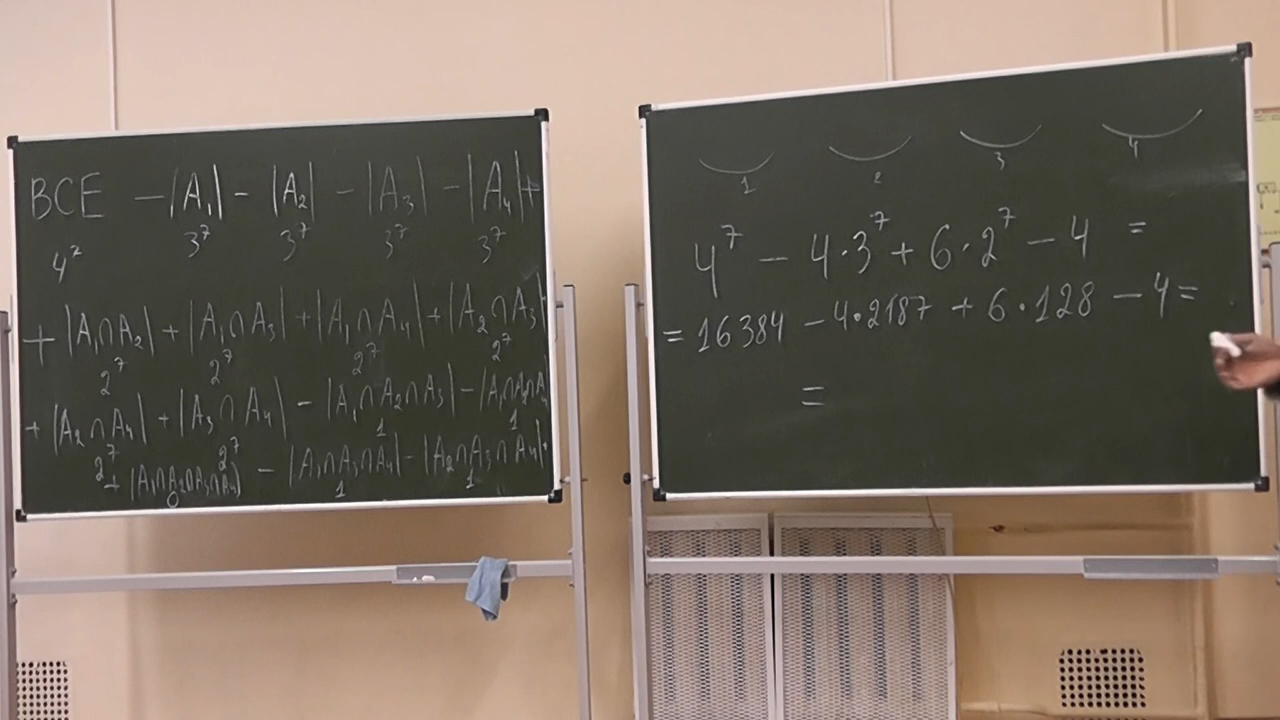 ВСЕ −|A₁| − |A₂| − |A₃| − |A₄| +
4⁷ 3⁷ 3⁷ 3⁷ 3⁷
+ |A₁∩A₂| + |A₁∩A₃| + |A₁∩A₄| + |A₂∩A₃|
2⁷ 2⁷ 2⁷ 2⁷
+ |A₂∩A₄| + |A₃∩A₄| − |A₁∩A₂∩A₃| − |A₁∩A₂∩A₄|
2⁷ 2⁷ 1 1
+ |A₁∩A₂∩A₃∩A₄| − |A₁∩A₃∩A₄| − |A₂∩A₃∩A₄| +
0 1 1
1 2 3 4
4⁷ − 4·3⁷ + 6·2⁷ − 4 =
= 16384 − 4·2187 + 6·128 − 4 =
=